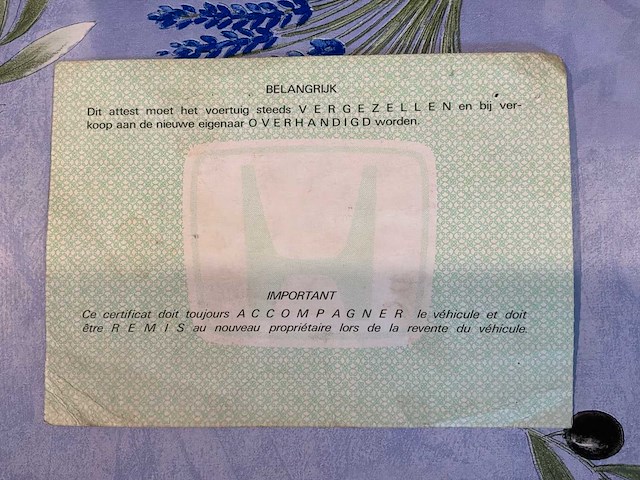 BELANGRIJK
Dit attest moet het voertuig steeds V E R G E Z E L L E N en bij ver-
koop aan de nieuwe eigenaar O V E R H A N D I G D worden.
IMPORTANT
Ce certificat doit toujours A C C O M P A G N E R le véhicule et doit
être R E M I S au nouveau propriétaire lors de la revente du véhicule.